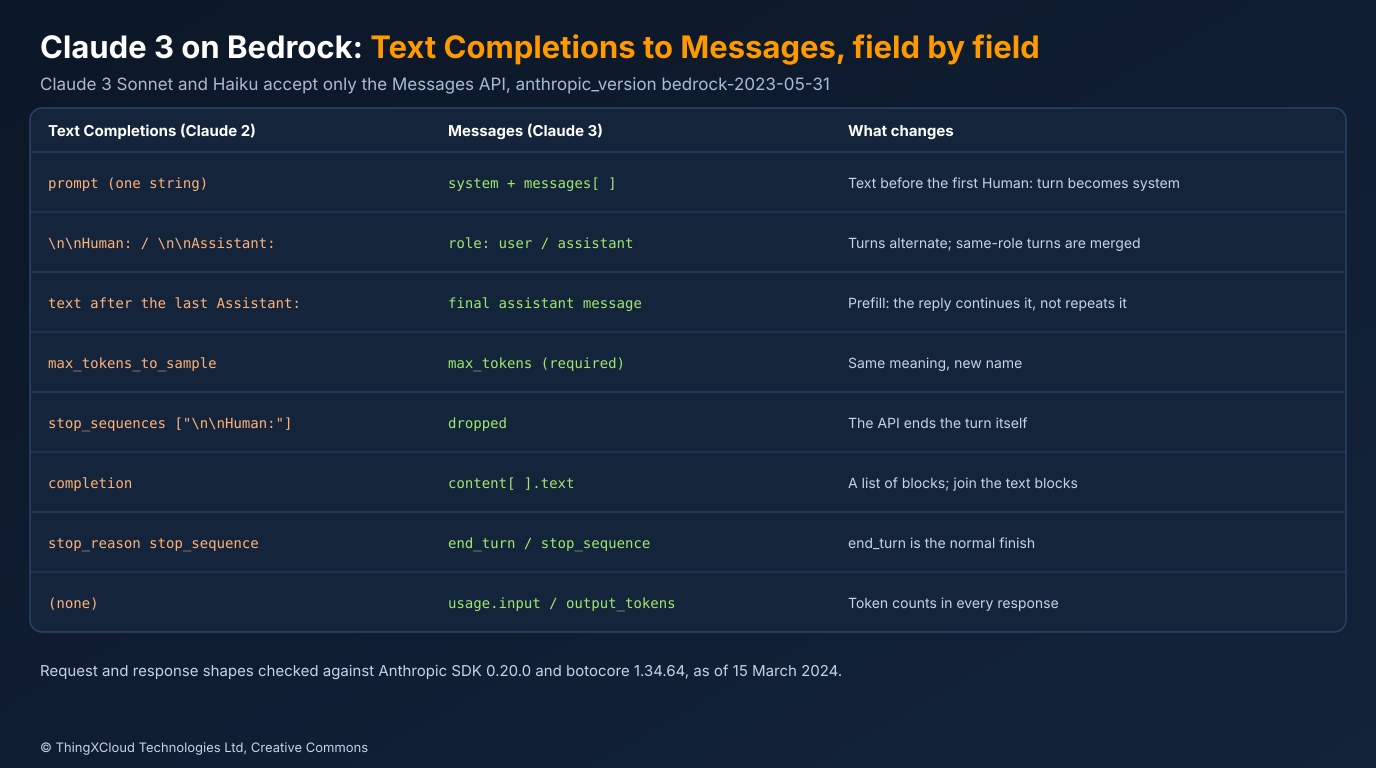 Claude 3 on Bedrock: Text Completions to Messages, field by field
Claude 3 Sonnet and Haiku accept only the Messages API, anthropic_version bedrock-2023-05-31
Text Completions (Claude 2) Messages (Claude 3) What changes
prompt (one string) system + messages[ ] Text before the first Human: turn becomes system
\n\nHuman: / \n\nAssistant: role: user / assistant Turns alternate; same-role turns are merged
text after the last Assistant: final assistant message Prefill: the reply continues it, not repeats it
max_tokens_to_sample max_tokens (required) Same meaning, new name
stop_sequences ["\n\nHuman:"] dropped The API ends the turn itself
completion content[ ].text A list of blocks; join the text blocks
stop_reason stop_sequence end_turn / stop_sequence end_turn is the normal finish
(none) usage.input / output_tokens Token counts in every response
Request and response shapes checked against Anthropic SDK 0.20.0 and botocore 1.34.64, as of 15 March 2024.
© ThingXCloud Technologies Ltd, Creative Commons